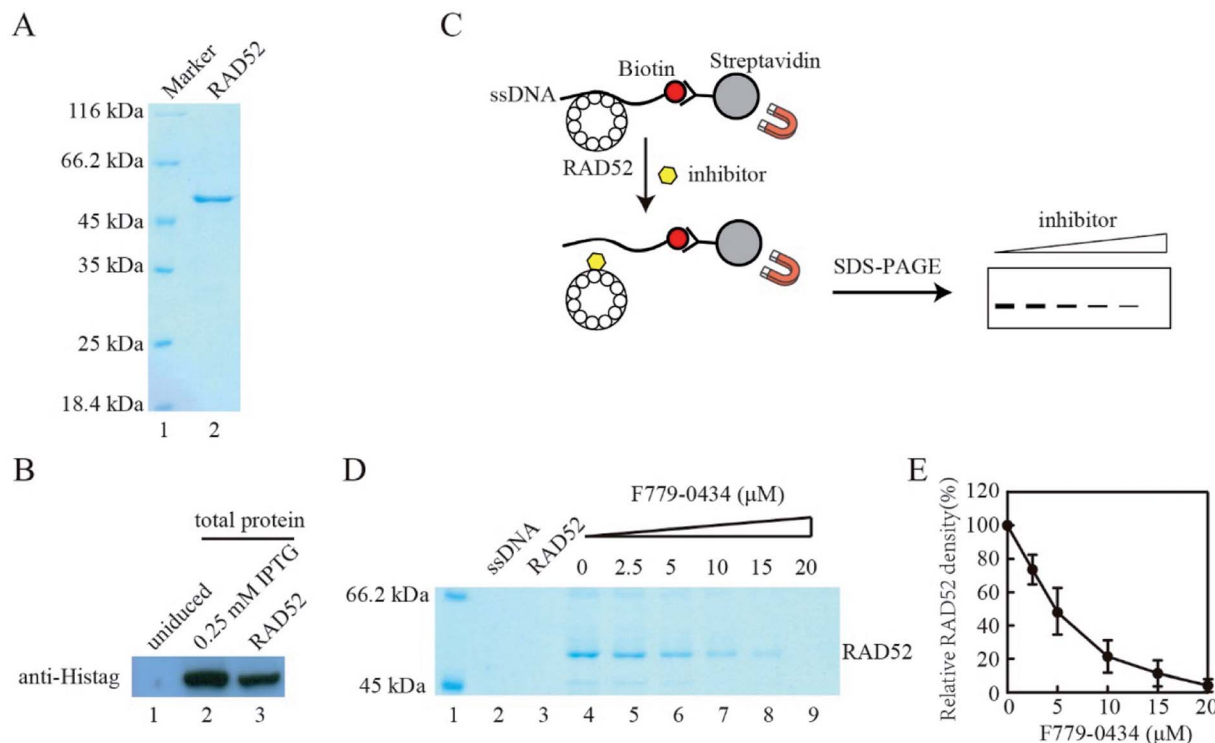 A
Marker
RAD52
116 kDa
66.2 kDa
45 kDa
35 kDa
25 kDa
18.4 kDa
1 2
B
total protein
uniduced
0.25 mM IPTG
RAD52
anti-Histag
1 2 3
C
Biotin
Streptavidin
ssDNA
RAD52
inhibitor
SDS-PAGE
inhibitor
D
F779-0434 (μM)
ssDNA
RAD52
0 2.5 5 10 15 20
66.2 kDa
RAD52
45 kDa
1 2 3 4 5 6 7 8 9
E
Relative RAD52 density(%)
120
100
80
60
40
20
0
0 5 10 15 20
F779-0434 (μM)